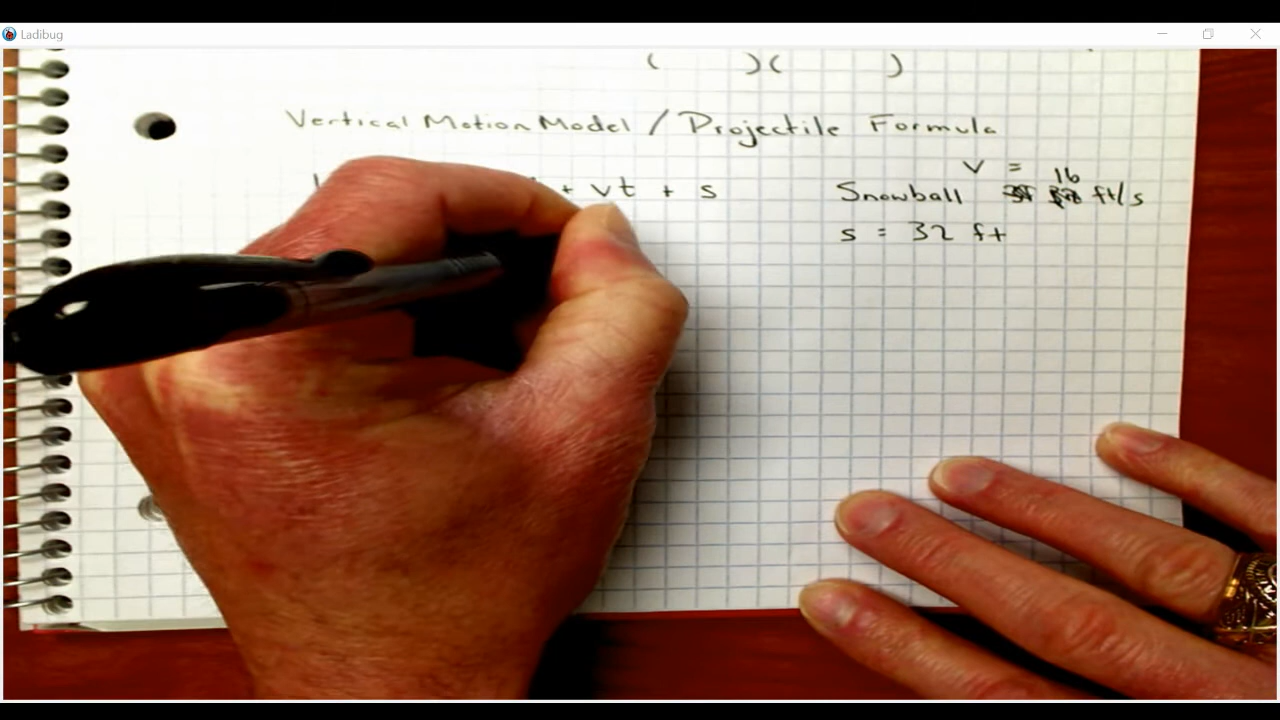 Ladibug
( )( )
Vertical Motion Model / Projectile Formula
v =
+ vt + s
16
Snowball ft/s
s = 32 ft